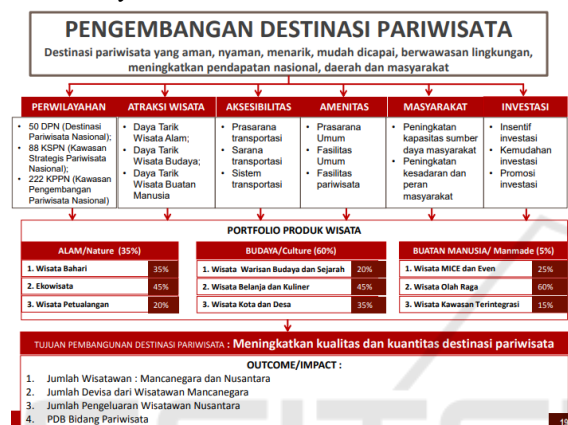 PENGEMBANGAN DESTINASI PARIWISATA
Destinasi pariwisata yang aman, nyaman, menarik, mudah dicapai, berwawasan lingkungan,
meningkatkan pendapatan nasional, daerah dan masyarakat
PERWILAYAHAN
• 50 DPN (Destinasi
Pariwisata Nasional);
• 88 KSPN (Kawasan
Strategis Pariwisata
Nasional);
• 222 KPPN (Kawasan
Pengembangan
Pariwisata Nasional)
ATRAKSI WISATA
• Daya Tarik
Wisata Alam;
• Daya Tarik
Wisata Budaya;
• Daya Tarik
Wisata Buatan
Manusia
AKSESIBILITAS
• Prasarana
transportasi
• Sarana
transportasi
• Sistem
transportasi
AMENITAS
• Prasarana
Umum
• Fasilitas
Umum
• Fasilitas
pariwisata
MASYARAKAT
• Peningkatan
kapasitas sumber
daya masyarakat
• Peningkatan
kesadaran dan
peran
masyarakat
INVESTASI
• Insentif
investasi
• Kemudahan
investasi
• Promosi
investasi
PORTFOLIO PRODUK WISATA
ALAM/Nature (35%)
1. Wisata Bahari 35%
2. Ekowisata 45%
3. Wisata Petualangan 20%
BUDAYA/Culture (60%)
1. Wisata Warisan Budaya dan Sejarah 20%
2. Wisata Belanja dan Kuliner 45%
3. Wisata Kota dan Desa 35%
BUATAN MANUSIA/ Manmade (5%)
1. Wisata MICE dan Even 25%
2. Wisata Olah Raga 60%
3. Wisata Kawasan Terintegrasi 15%
TUJUAN PEMBANGUNAN DESTINASI PARIWISATA : Meningkatkan kualitas dan kuantitas destinasi pariwisata
OUTCOME/IMPACT :
1. Jumlah Wisatawan : Mancanegara dan Nusantara
2. Jumlah Devisa dari Wisatawan Mancanegara
3. Jumlah Pengeluaran Wisatawan Nusantara
4. PDB Bidang Pariwisata